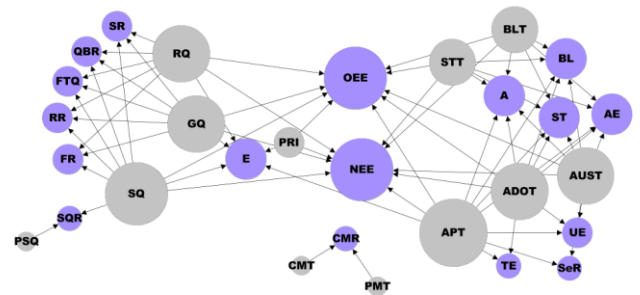 SR
BLT
QBR
RQ
BL
STT
OEE
FTQ
A
AE
RR
GQ
ST
PRI
FR
E
NEE
AUST
SQ
ADOT
SQR
APT
UE
PSQ
CMR
CMT
TE
SeR
PMT